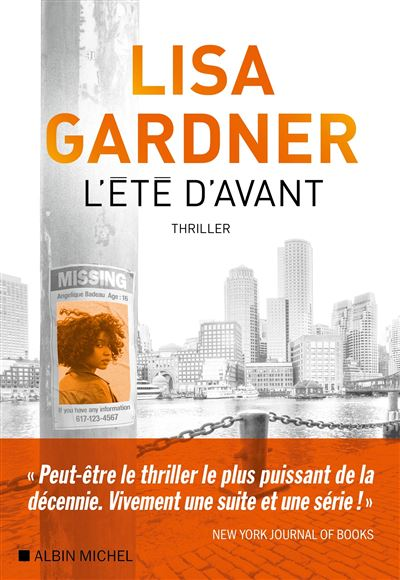 LISA
GARDNER
L'ÉTÉ D'AVANT
THRILLER
MISSING
Angelique Badeau Age : 16
If you have any information
617-123-4567
« Peut-être le thriller le plus puissant de la
décennie. Vivement une suite et une série ! »
NEW YORK JOURNAL OF BOOKS
ALBIN MICHEL